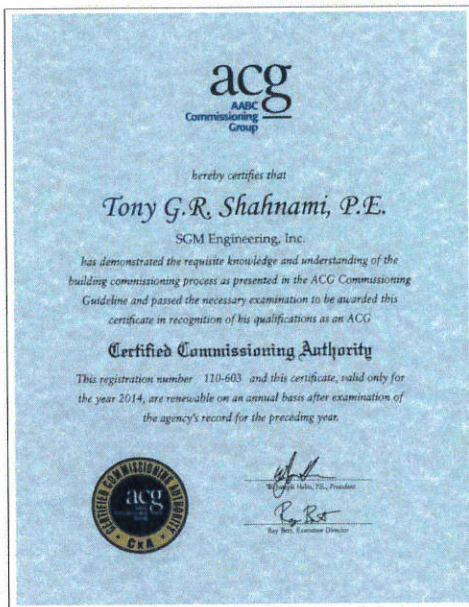 acg
AABC
Commissioning
Group
hereby certifies that
Tony G.R. Shahnami, P.E.
SGM Engineering, Inc.
has demonstrated the requisite knowledge and understanding of the
building commissioning process as presented in the ACG Commissioning
Guideline and passed the necessary examination to be awarded this
certificate in recognition of his qualifications as an ACG
Certified Commissioning Authority
This registration number 110-603 and this certificate, valid only for
the year 2014, are renewable on an annual basis after examination of
the agency's record for the preceding year.
CERTIFIED COMMISSIONING AUTHORITY
acg
CxA
Helm, P.E., President
Ray Bert, Executive Director